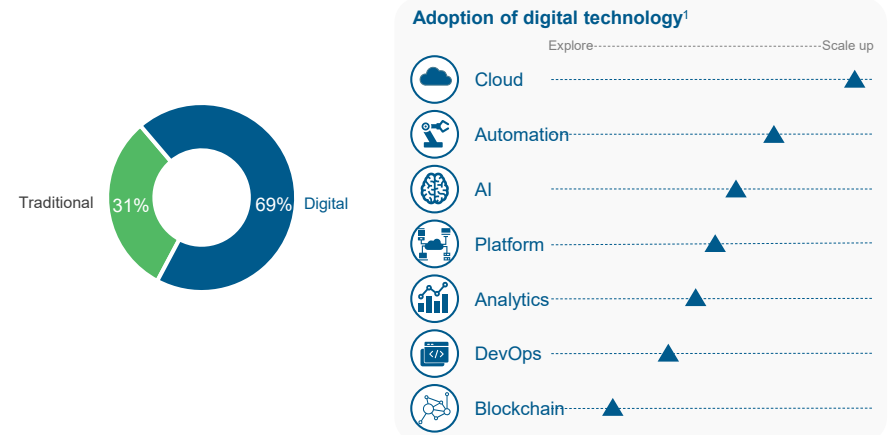 Traditional
31%
69%
Digital
Adoption of digital technology1
Explore
Scale up
Cloud
Automation
AI
Platform
Analytics
DevOps
</>
Blockchain